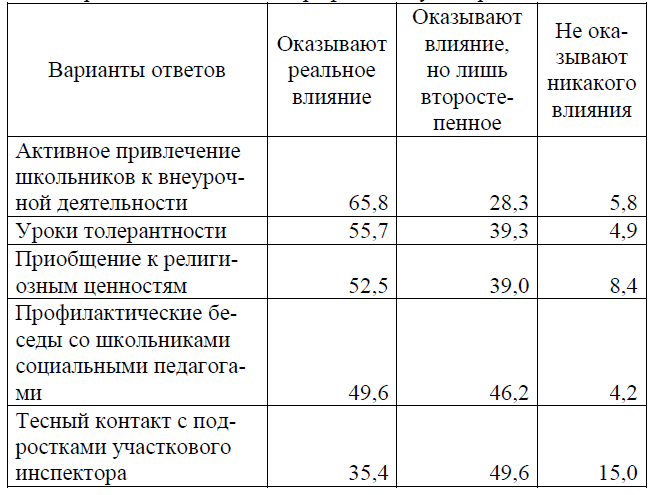 Варианты ответов
Оказывают
реальное
влияние
Оказывают
влияние,
но лишь
второсте-
пенное
Не ока-
зывают
никакого
влияния
Активное привлечение
школьников к внеуроч-
ной деятельности 65,8 28,3 5,8
Уроки толерантности 55,7 39,3 4,9
Приобщение к религи-
озным ценностям 52,5 39,0 8,4
Профилактические бе-
седы со школьниками
социальными педагога-
ми 49,6 46,2 4,2
Тесный контакт с под-
ростками участкового
инспектора 35,4 49,6 15,0